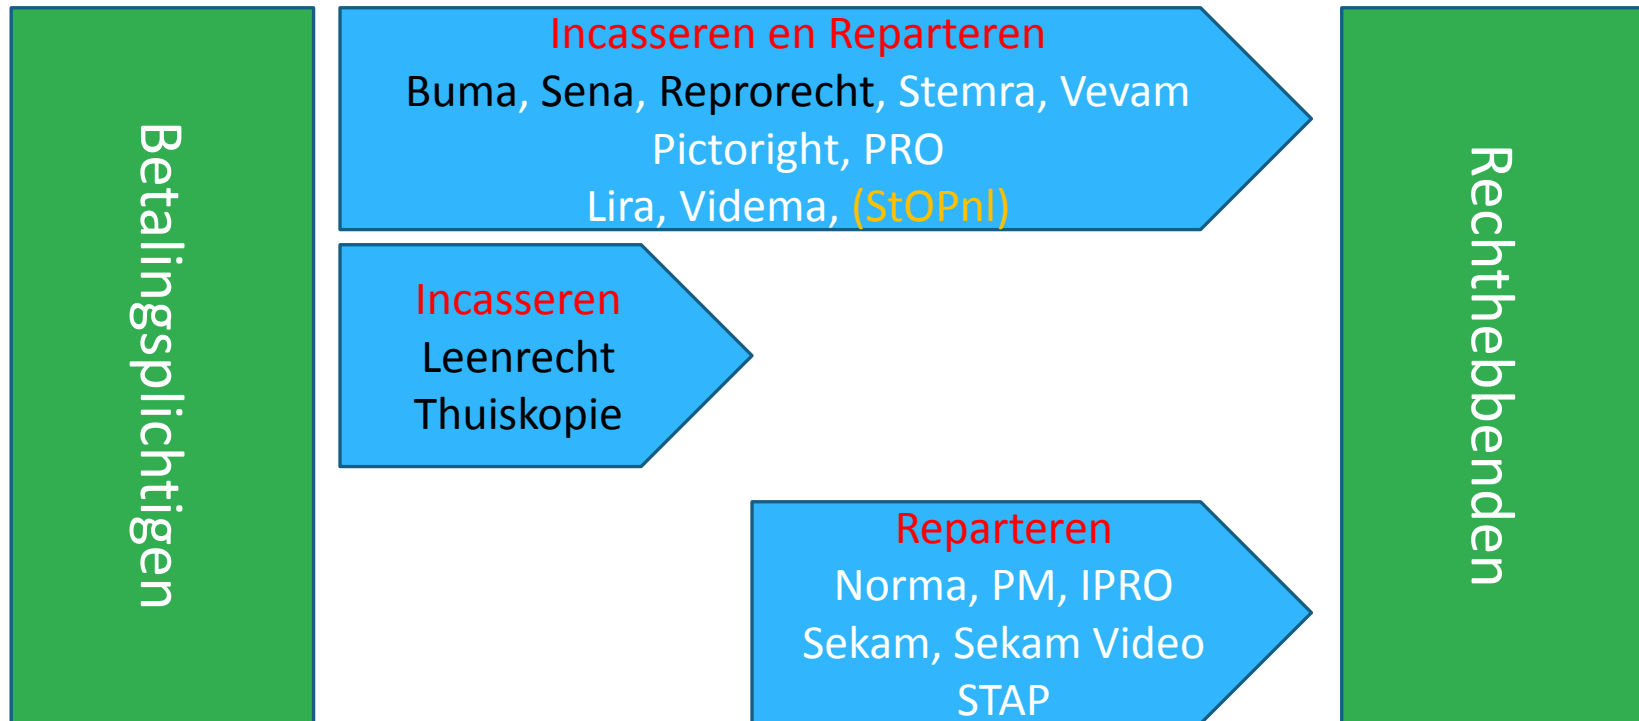 Betalingsplichtigen
Incasseren en Reparteren
Buma, Sena, Reprorecht, Stemra, Vevam
Pictoright, PRO
Lira, Videma, (StOPnl)
Incasseren
Leenrecht
Thuiskopie
Reparteren
Norma, PM, IPRO
Sekam, Sekam Video
STAP
Rechthebbenden